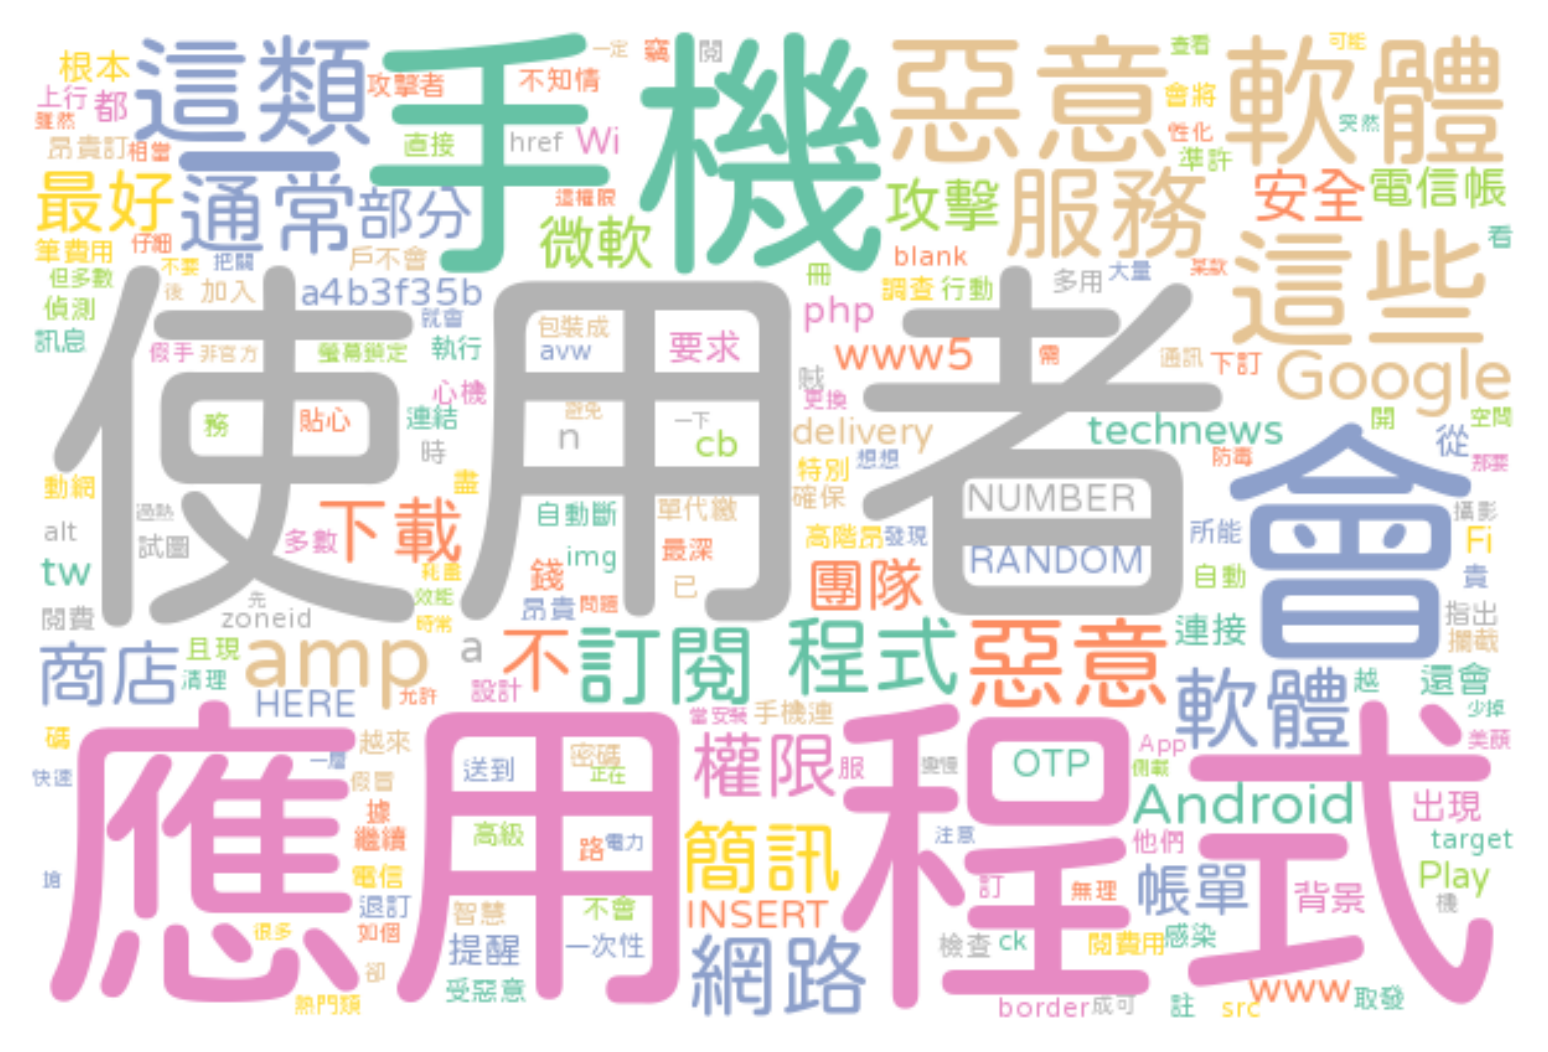 一定
竊
閱
查看
可能
根本
這類
手機
惡意
軟體
攻擊者
不知情
會將
上行
都
雖然
直接
href
Wi
性化
突然
昂貴訂
相當
準許
最好
通常
部分
這權限
攻擊
服務
安全
電信帳
微軟
筆費用
仔細
戶不會
blank
這些
看
但多數
不要
把關
冊
多用
大量
某款
後
加入
a4b3f35b
調查
行動
偵測
就會
包裝成
php
訊息
假手
非官方
螢幕鎖定
執行
avw
要求
www5
需
通訊
下訂
Google
使用者
心機
賊
更換
務
貼心
連結
避免
一下
delivery
technews
開
空間
時
n
cb
想想
防毒
從
那要
會
動網
盡
特別
確保
NUMBER
過熱
下載
自動斷
單代繳
攝影
alt
試圖
多數
高階昂
發現
所能
Fi
tw
耗盡
img
最深
RANDOM
錢
團隊
自動
貴
先
效能
昂貴
問題
已
閱費
zoneid
時常
指出
連接
攔截
商店
且現
amp
a
不
訂閱
程式
惡意
清理
設計
允許
軟體
越
還會
HERE
當安裝
手機連
少掉
碼
越來
權限
App
美顏
一層
密碼
服
變慢
OTP
快速
假冒
送到
正在
側載
應用程式
據
Android
出現
繼續
高級
簡訊
注意
他們
target
路
電力
搶
電信
訂
無理
帳單
Play
退訂
智慧
不會
INSERT
背景
機
很多
如個
提醒
一次性
網路
檢查
ck
閱費用
感染
卻
受惡意
熱門類
border
成可
註
src
www
取發